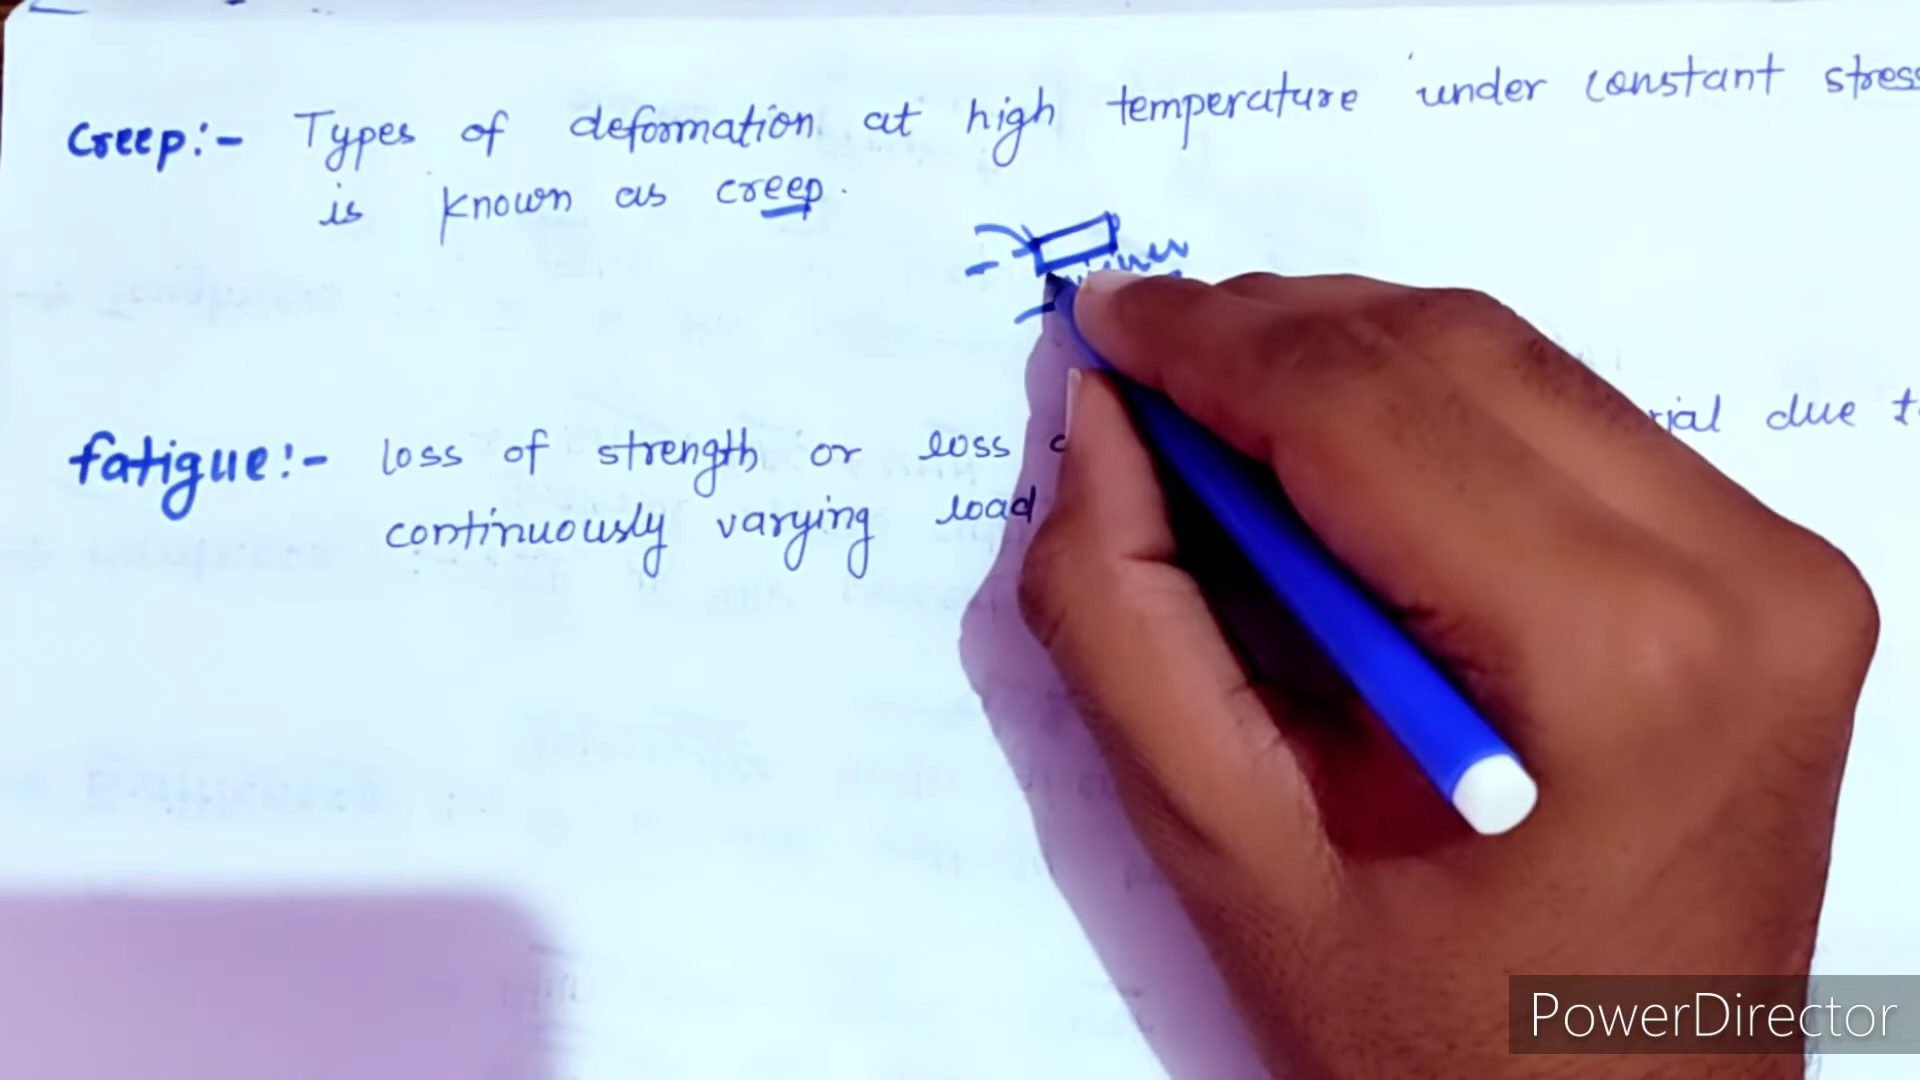 Creep:- Types of deformation at high temperature under constant stress
is known as creep.
fatigue:- loss of strength or loss due
continuously varying load
PowerDirector